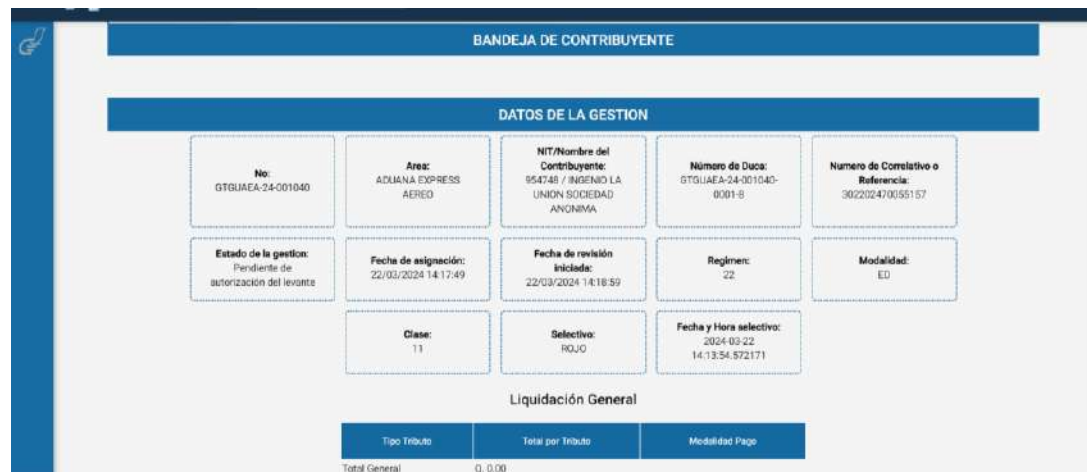 BANDEJA DE CONTRIBUYENTE
DATOS DE LA GESTION
No:
GTGUAEA-24-001040
Area:
ADUANA EXPRESS
AEREO
NIT/Nombre del
Contribuyente:
954748 / INGENIO LA
UNION SOCIEDAD
ANONIMA
Número de Duca:
GTGUAEA-24-001040-
0001-8
Numero de Correlativo o
Referencia:
302202470055157
Estado de la gestion:
Pendiente de
autorización del levante
Fecha de asignación:
22/03/2024 14:17:49
Fecha de revisión
iniciada:
22/03/2024 14:18:59
Regimen:
22
Modalidad:
ED
Clase:
11
Selectivo:
ROJO
Fecha y Hora selectivo:
2024-03-22
14:13:54.572171
Liquidación General
Tipo Tributo
Total por Tributo
Modalidad Pago
Total General
Q. 0.00